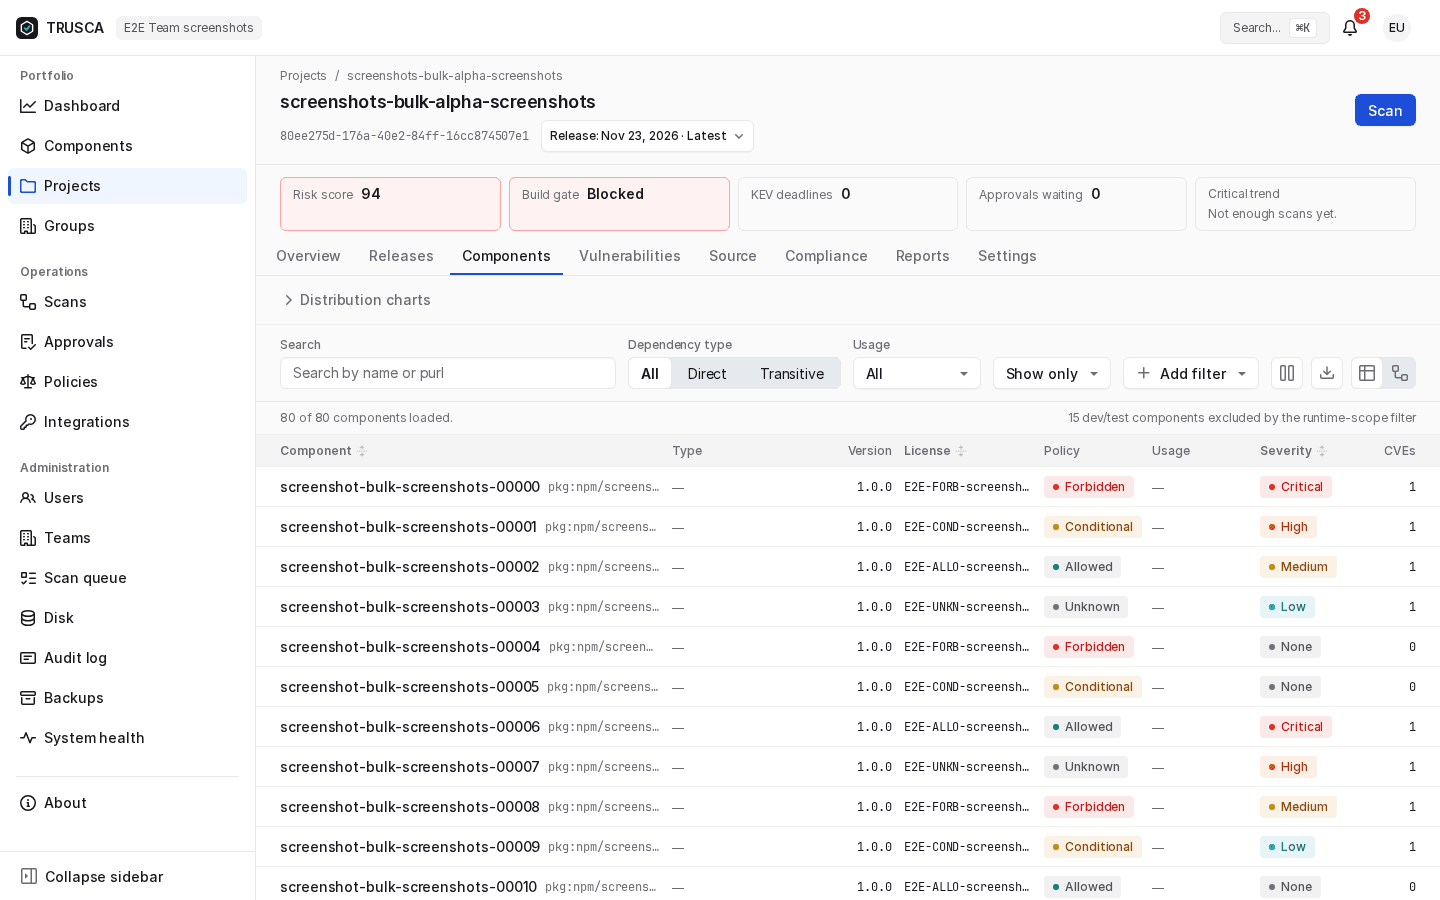 TRUSCA
E2E Team screenshots
Search...
⌘K
3
EU
Portfolio
Dashboard
Components
Projects
Groups
Operations
Scans
Approvals
Policies
Integrations
Administration
Users
Teams
Scan queue
Disk
Audit log
Backups
System health
About
Collapse sidebar
Projects / screenshots-bulk-alpha-screenshots
screenshots-bulk-alpha-screenshots
80ee275d-176a-40e2-84ff-16cc874507e1
Release: Nov 23, 2026 · Latest
Scan
Risk score 94
Build gate Blocked
KEV deadlines 0
Approvals waiting 0
Critical trend
Not enough scans yet.
Overview Releases Components Vulnerabilities Source Compliance Reports Settings
Distribution charts
Search
Search by name or purl
Dependency type
All Direct Transitive
Usage
All
Show only
Add filter
80 of 80 components loaded.
15 dev/test components excluded by the runtime-scope filter
Component Type Version License Policy Usage Severity CVEs
screenshot-bulk-screenshots-00000 pkg:npm/screens… — 1.0.0 E2E-FORB-screensh… Forbidden — Critical 1
screenshot-bulk-screenshots-00001 pkg:npm/screens… — 1.0.0 E2E-COND-screensh… Conditional — High 1
screenshot-bulk-screenshots-00002 pkg:npm/screens… — 1.0.0 E2E-ALLO-screensh… Allowed — Medium 1
screenshot-bulk-screenshots-00003 pkg:npm/screens… — 1.0.0 E2E-UNKN-screensh… Unknown — Low 1
screenshot-bulk-screenshots-00004 pkg:npm/screen… — 1.0.0 E2E-FORB-screensh… Forbidden — None 0
screenshot-bulk-screenshots-00005 pkg:npm/screens… — 1.0.0 E2E-COND-screensh… Conditional — None 0
screenshot-bulk-screenshots-00006 pkg:npm/screens… — 1.0.0 E2E-ALLO-screensh… Allowed — Critical 1
screenshot-bulk-screenshots-00007 pkg:npm/screens… — 1.0.0 E2E-UNKN-screensh… Unknown — High 1
screenshot-bulk-screenshots-00008 pkg:npm/screens… — 1.0.0 E2E-FORB-screensh… Forbidden — Medium 1
screenshot-bulk-screenshots-00009 pkg:npm/screens… — 1.0.0 E2E-COND-screensh… Conditional — Low 1
screenshot-bulk-screenshots-00010 pkg:npm/screens… — 1.0.0 E2E-ALLO-screensh… Allowed — None 0